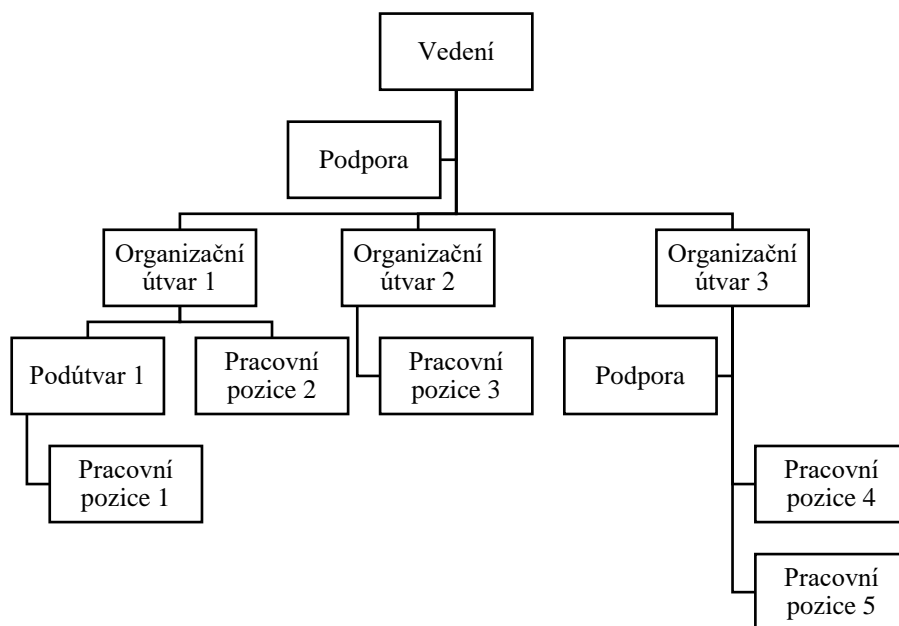 Vedení
Podpora
Organizační
útvar 1
Organizační
útvar 2
Organizační
útvar 3
Podútvar 1
Pracovní
pozice 2
Pracovní
pozice 3
Podpora
Pracovní
pozice 1
Pracovní
pozice 4
Pracovní
pozice 5